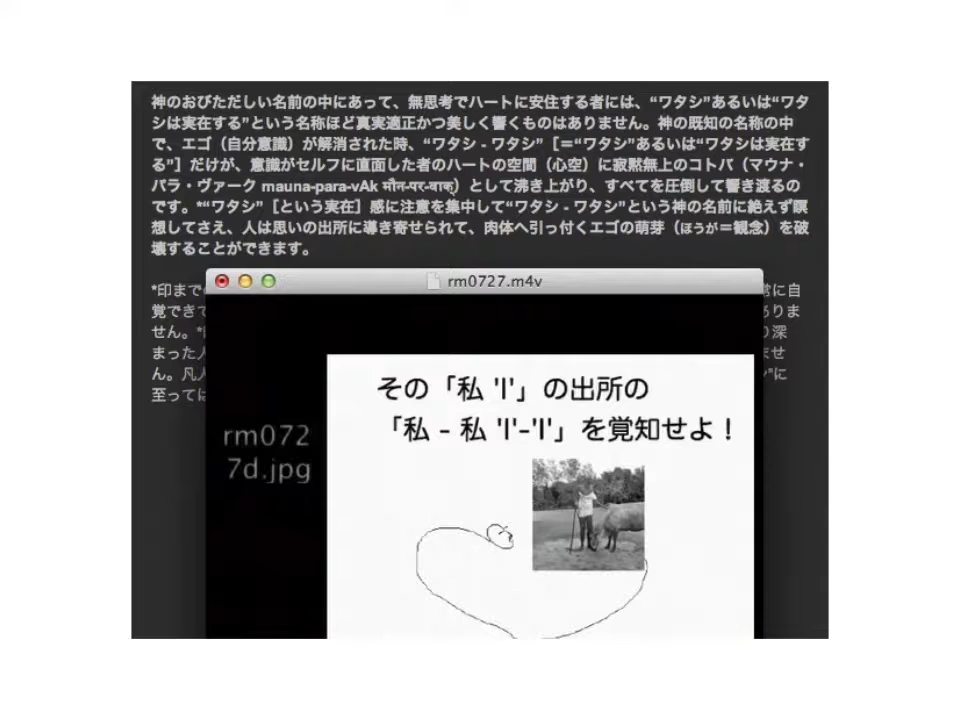 神のおびただしい名前の中にあって、無思考でハートに安住する者には、“ワタシ”あるいは“ワタ
シは実在する”という名称ほど真実適正かつ美しく響くものはありません。神の既知の名称の中
で、エゴ（自分意識）が解消された時、“ワタシ - ワタシ”［＝“ワタシ”あるいは“ワタシは実在す
る”］だけが、意識がセルフに直面した者のハートの空間（心空）に寂黙無上のコトバ（マウナ・
パラ・ヴァーク mauna-para-vAk मौन-पर-वाक्）として沸き上がり、すべてを圧倒して響き渡るの
です。*“ワタシ”［という実在］感に注意を集中して“ワタシ - ワタシ”という神の名前に絶えず瞑
想してさえ、人は思いの出所に導き寄せられて、肉体へ引っ付くエゴの萌芽（ほうが＝観念）を破
壊することができます。
rm0727.m4v
*印まで
常に自
覚できて
ありま
せん。*
り深
まった人
ませ
ん。凡人
ン”に
至っては
rm072
7d.jpg
その「私 'I'」の出所の
「私 - 私 'I'-'I'」を覚知せよ！